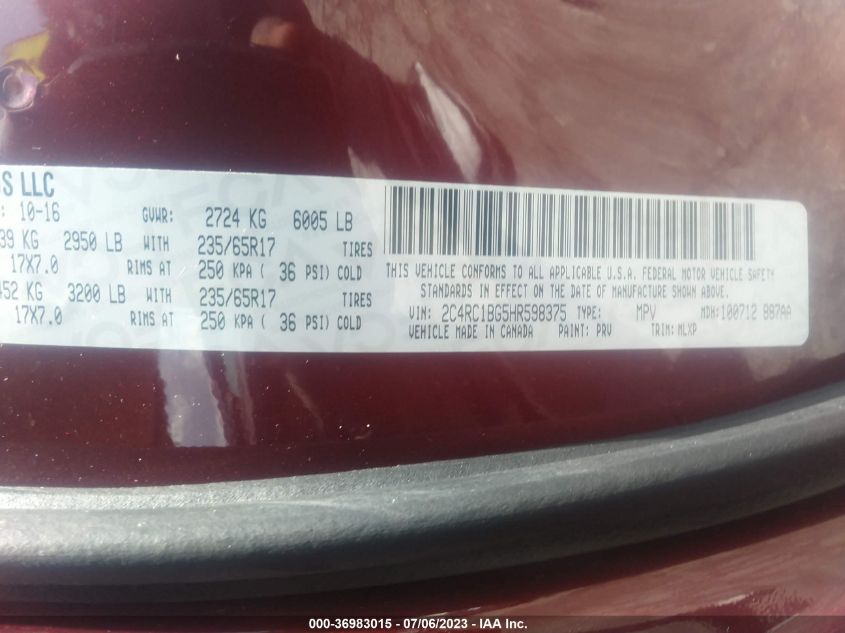 GS LLC
: 10-16 GVWR: 2724 KG 6005 LB
39 KG 2950 LB WITH 235/65R17 TIRES
17X7.0 RIMS AT 250 KPA ( 36 PSI) COLD
452 KG 3200 LB WITH 235/65R17 TIRES
17X7.0 RIMS AT 250 KPA ( 36 PSI) COLD
THIS VEHICLE CONFORMS TO ALL APPLICABLE U.S.A. FEDERAL MOTOR VEHICLE SAFETY
STANDARDS IN EFFECT ON THE DATE OF MANUFACTURE SHOWN ABOVE.
VIN: 2C4RC1BG5HR598375 TYPE: MPV MDH:100712 887AA
VEHICLE MADE IN CANADA PAINT: PRV TRIM: MLXP
000-36983015 - 07/06/2023 - IAA Inc.